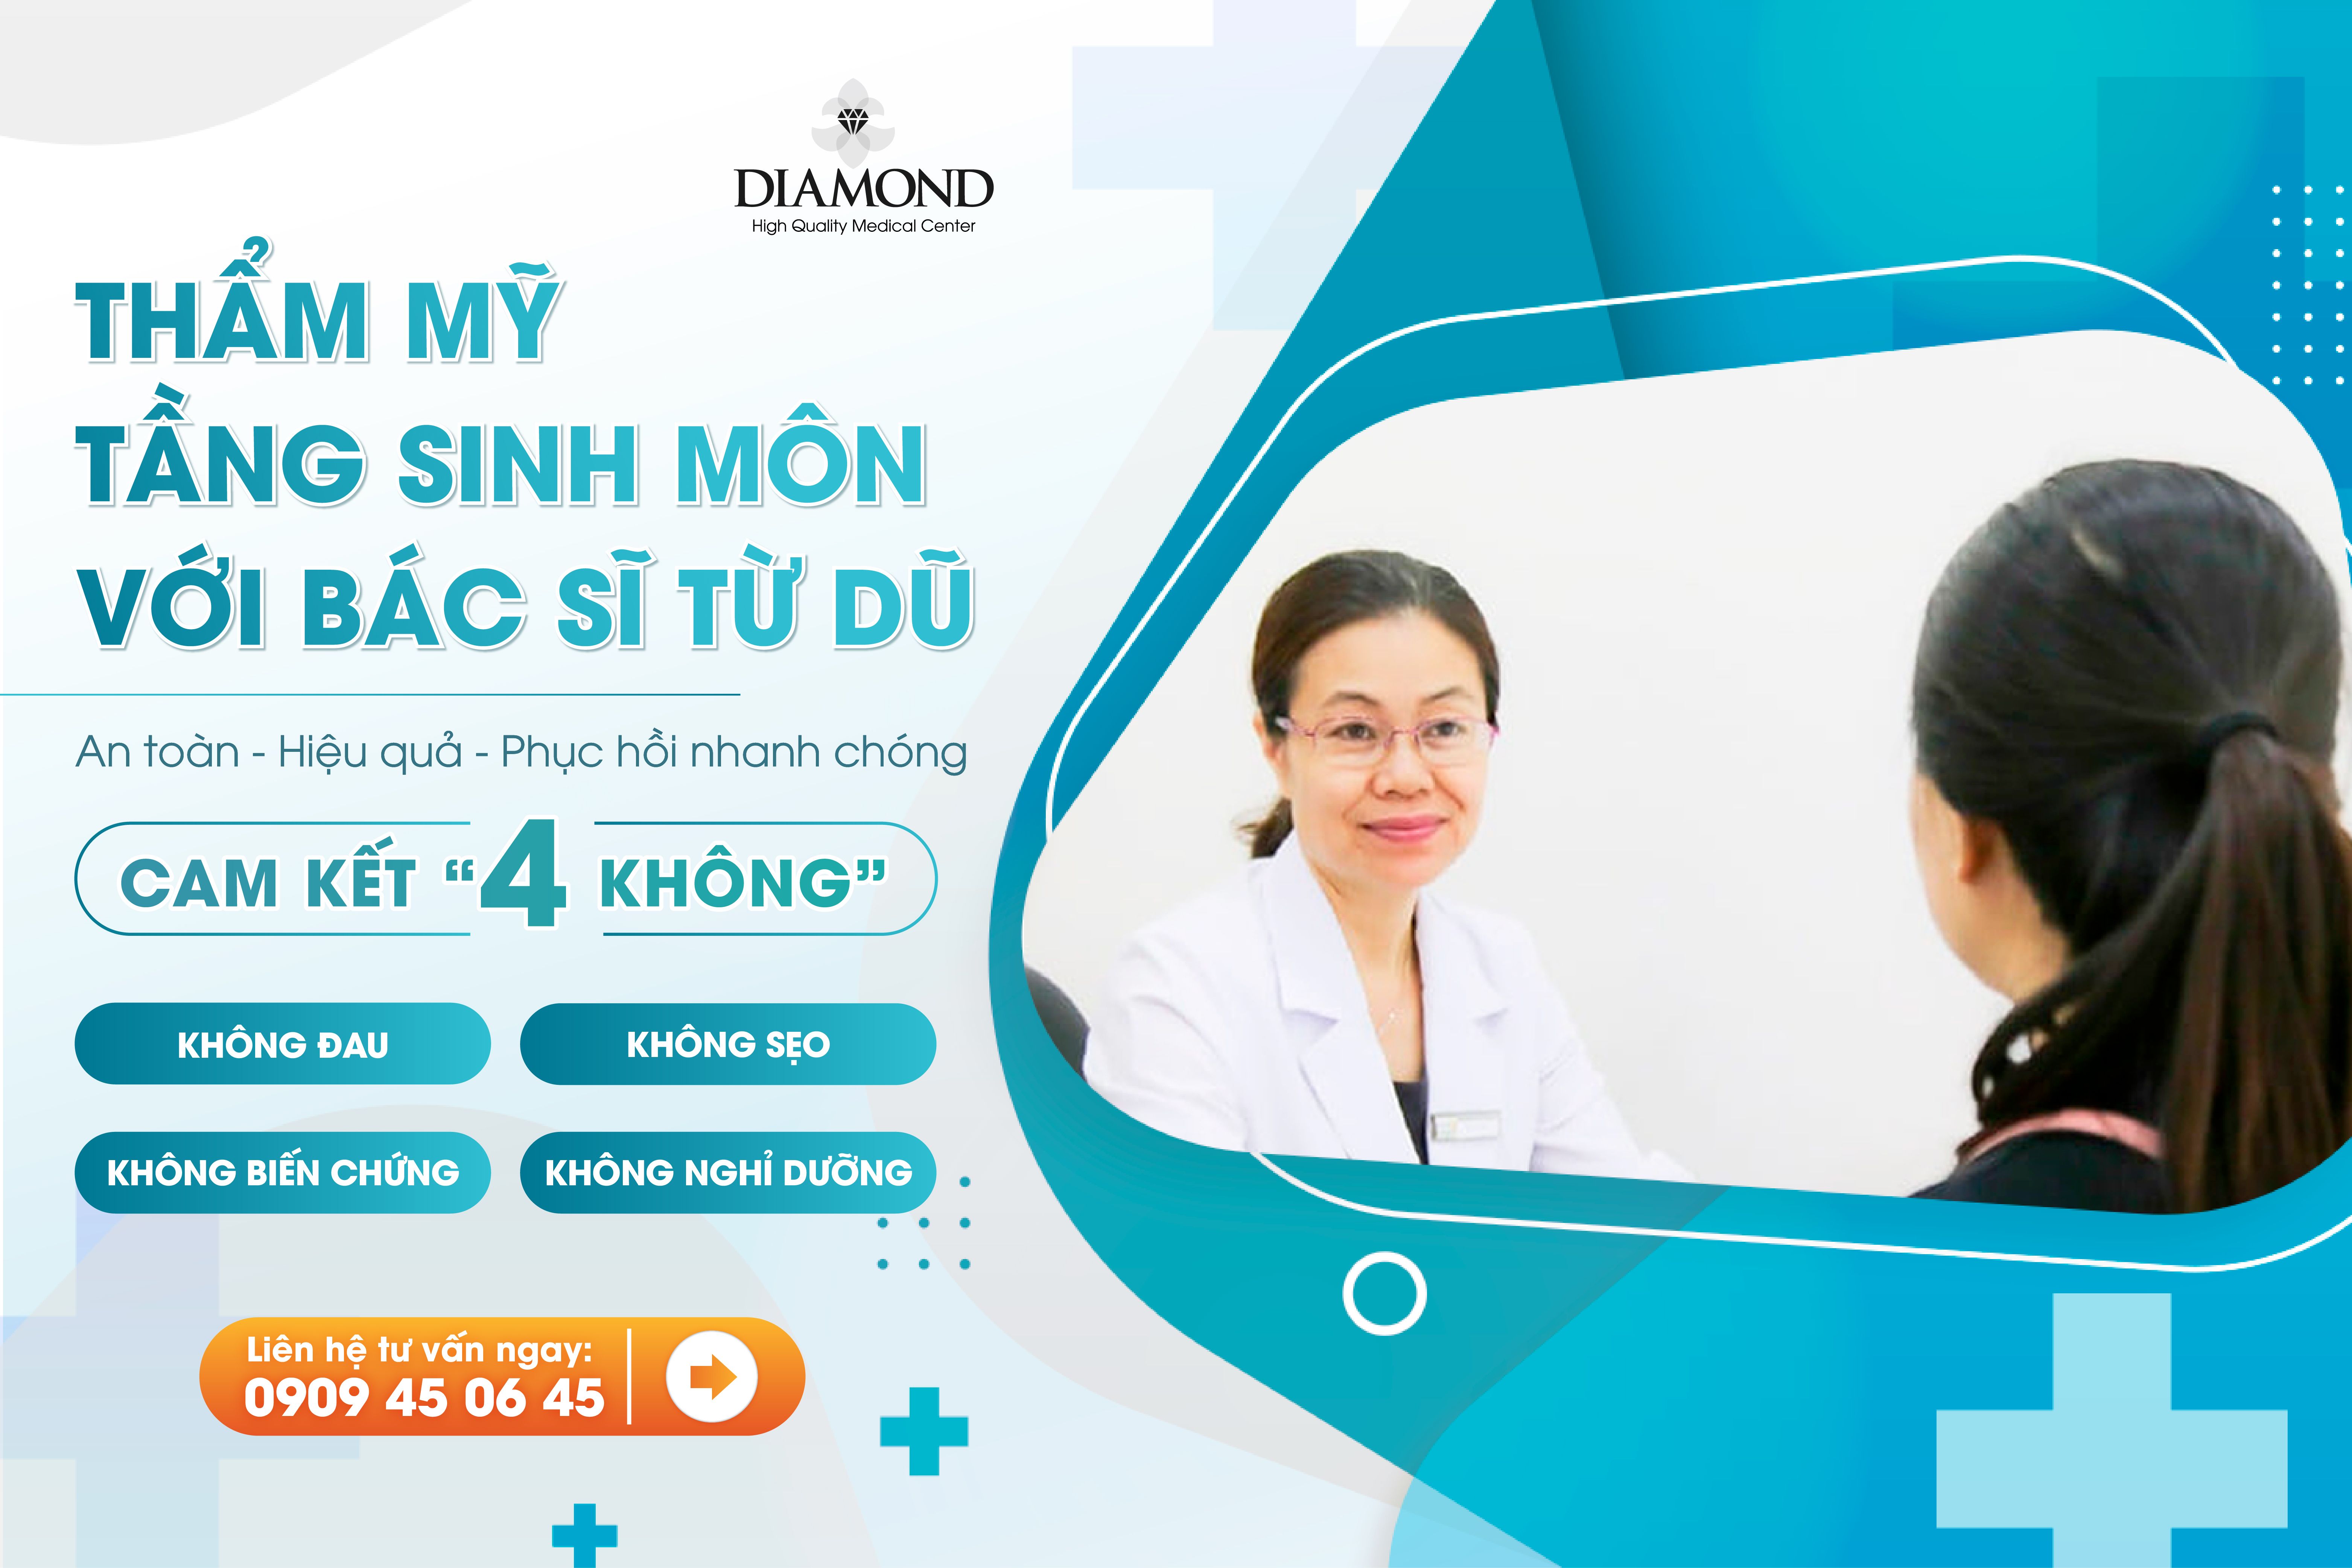 DIAMOND
High Quality Medical Center
THẨM MỸ
TẦNG SINH MÔN
VỚI BÁC SĨ TỪ DŨ
An toàn - Hiệu quả - Phục hồi nhanh chóng
CAM KẾT “4 KHÔNG”
KHÔNG ĐAU
KHÔNG SẸO
KHÔNG BIẾN CHỨNG
KHÔNG NGHỈ DƯỠNG
Liên hệ tư vấn ngay:
0909 45 06 45